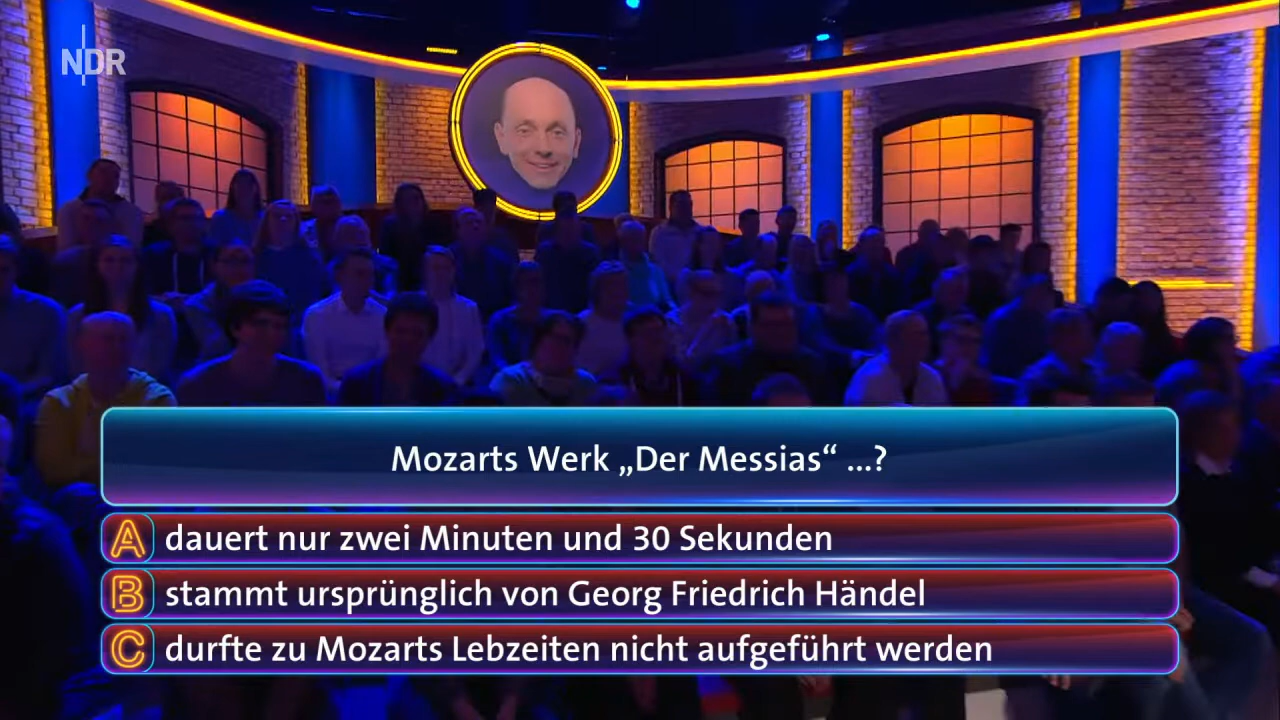 NDR
Mozarts Werk „Der Messias“ ...?
A dauert nur zwei Minuten und 30 Sekunden
B stammt ursprünglich von Georg Friedrich Händel
C durfte zu Mozarts Lebzeiten nicht aufgeführt werden